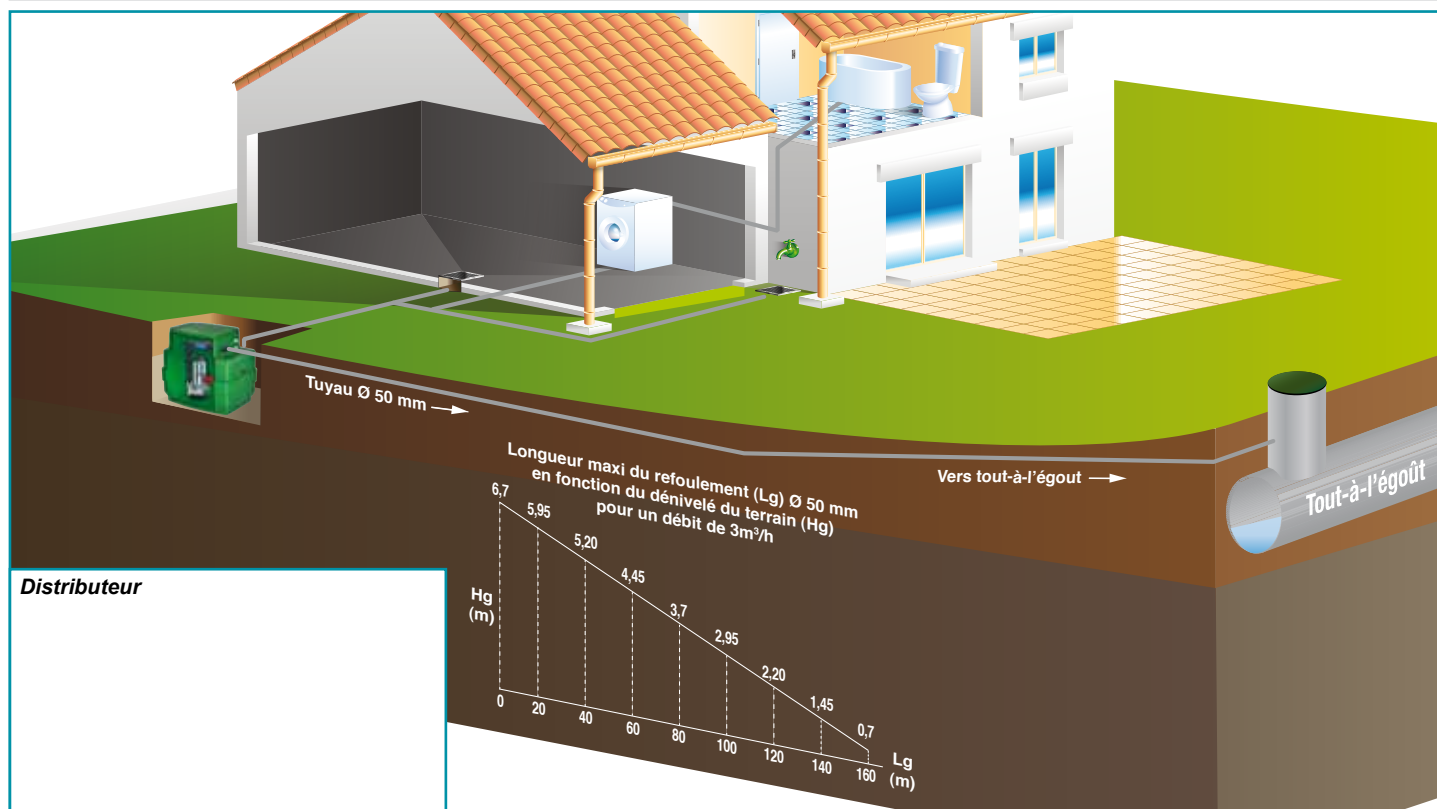 Tuyau Ø 50 mm
Longueur maxi du refoulement (Lg) Ø 50 mm
en fonction du dénivelé du terrain (Hg)
pour un débit de 3m³/h
Vers tout-à-l'égout
Tout-à-l'égoût
Distributeur
Hg
(m)
6,7
5,95
5,20
4,45
3,7
2,95
2,20
1,45
0,7
0
20
40
60
80
100
120
140
160
Lg
(m)